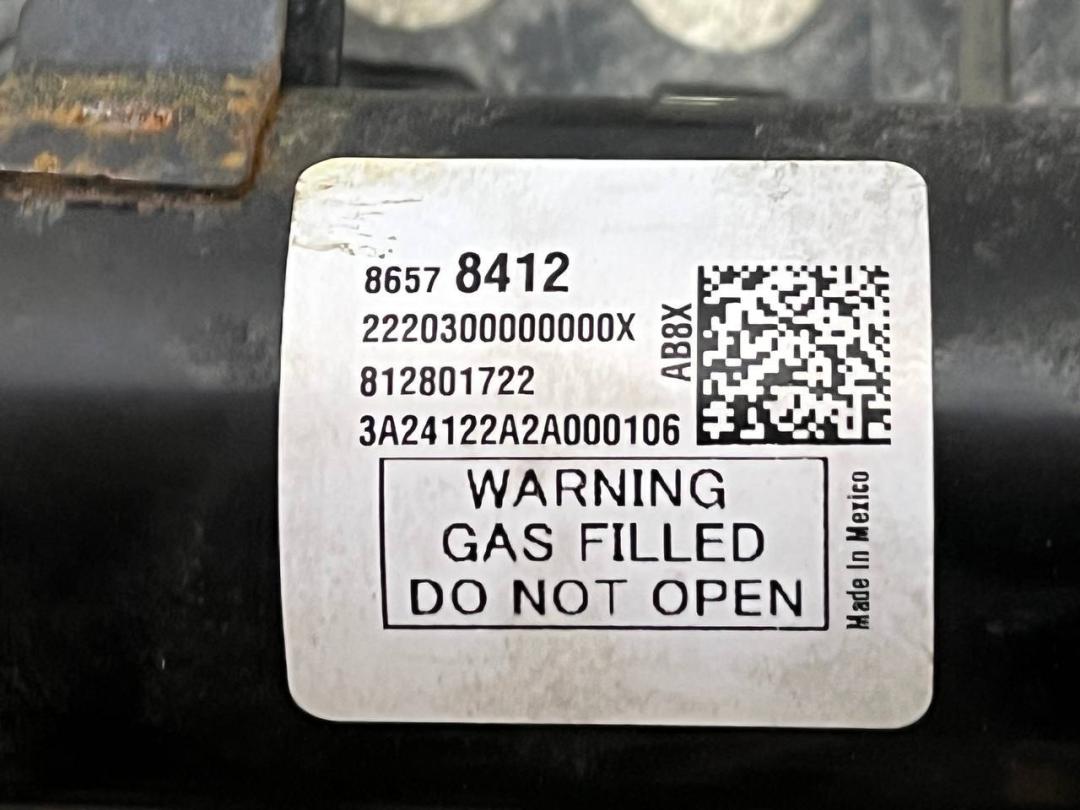 8657 8412
2220300000000X
812801722
3A24122A2A000106
AB8X
WARNING
GAS FILLED
DO NOT OPEN
Made In Mexico